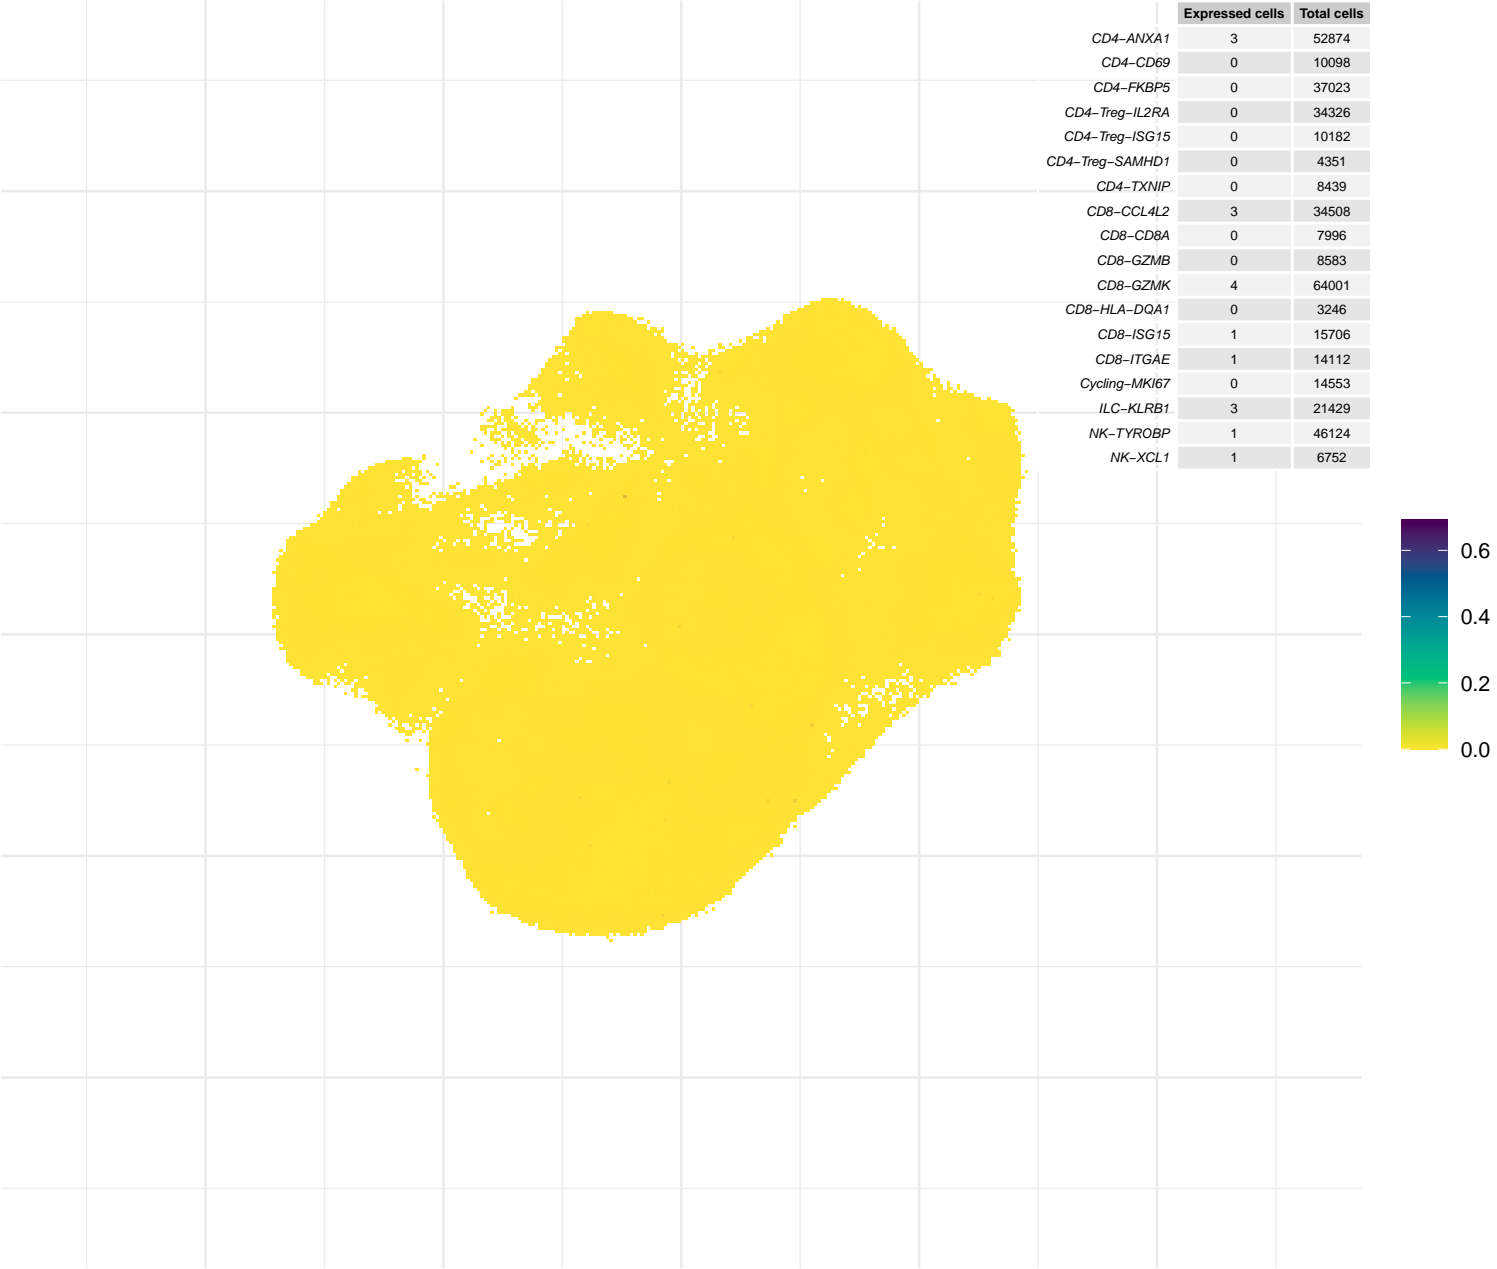 Expressed cells Total cells
CD4−ANXA1 3 52874
CD4−CD69 0 10098
CD4−FKBP5 0 37023
CD4−Treg−IL2RA 0 34326
CD4−Treg−ISG15 0 10182
CD4−Treg−SAMHD1 0 4351
CD4−TXNIP 0 8439
CD8−CCL4L2 3 34508
CD8−CD8A 0 7996
CD8−GZMB 0 8583
CD8−GZMK 4 64001
CD8−HLA−DQA1 0 3246
CD8−ISG15 1 15706
CD8−ITGAE 1 14112
Cycling−MKI67 0 14553
ILC−KLRB1 3 21429
NK−TYROBP 1 46124
NK−XCL1 1 6752
0.6
0.4
0.2
0.0